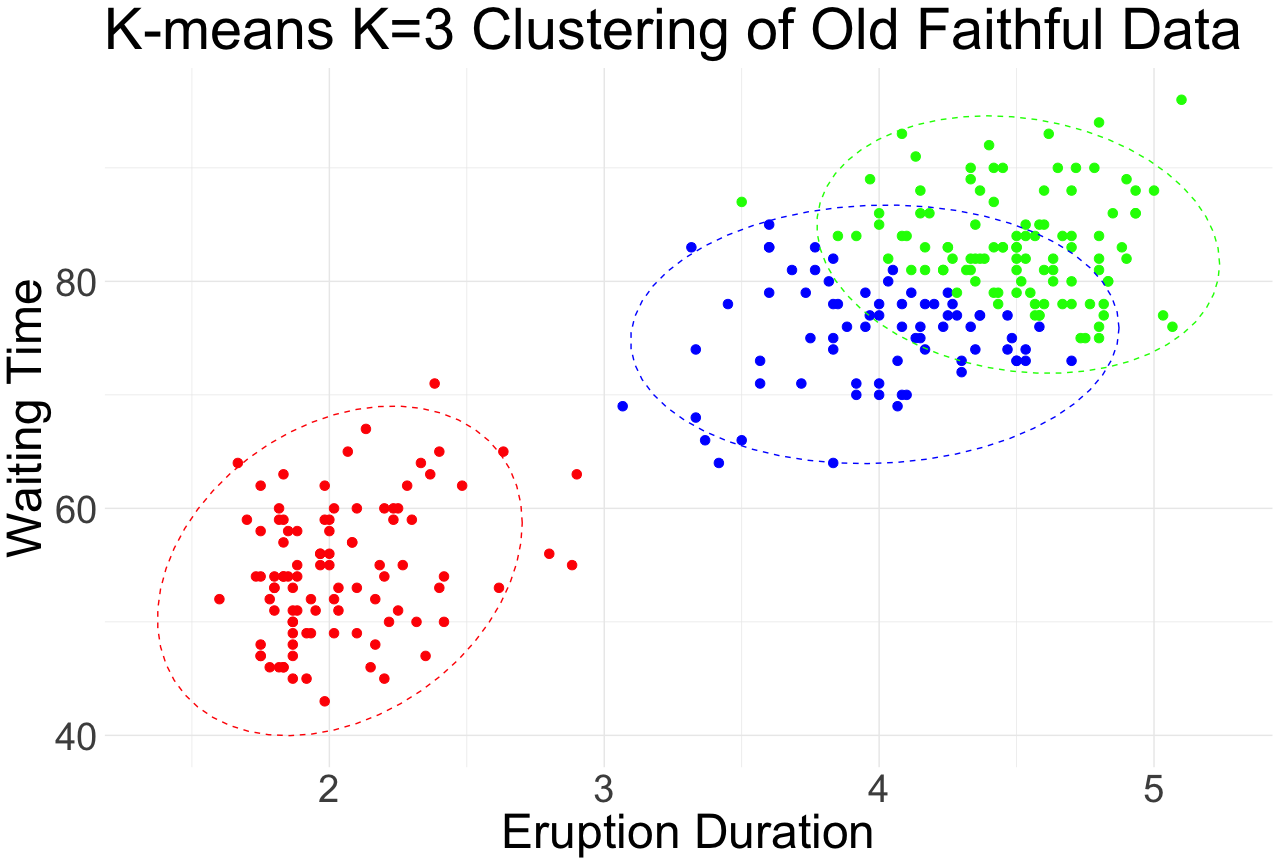 K-means K=3 Clustering of Old Faithful Data
80
60
40
Waiting Time
2 3 4 5
Eruption Duration